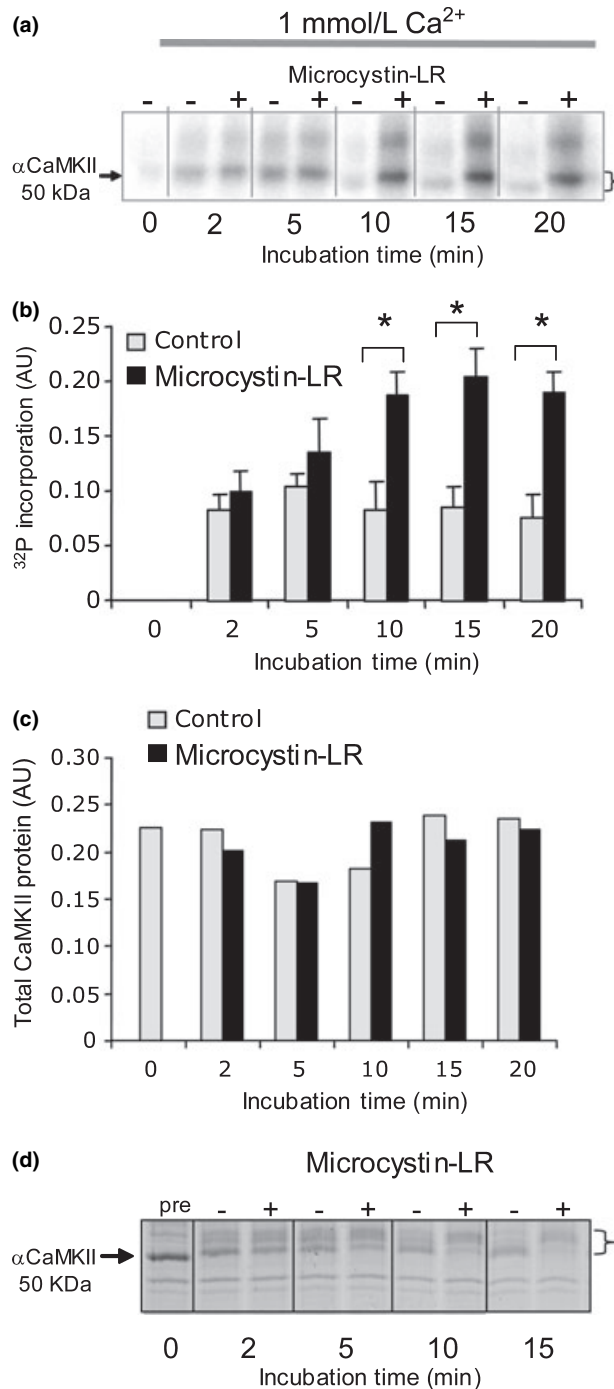 (a)
1 mmol/L Ca²⁺
Microcystin-LR
- - + - + - + - + - +
αCaMKII
50 kDa
0 2 5 10 15 20
Incubation time (min)
(b)
0.25
0.20
0.15
0.10
0.05
0
³²P incorporation (AU)
Control
Microcystin-LR
* * *
0 2 5 10 15 20
Incubation time (min)
(c)
Control
Microcystin-LR
0.30
0.25
0.20
0.15
0.10
0.05
0
Total CaMKII protein (AU)
0 2 5 10 15 20
Incubation time (min)
(d)
Microcystin-LR
pre - + - + - + - +
αCaMKII
50 KDa
0 2 5 10 15
Incubation time (min)